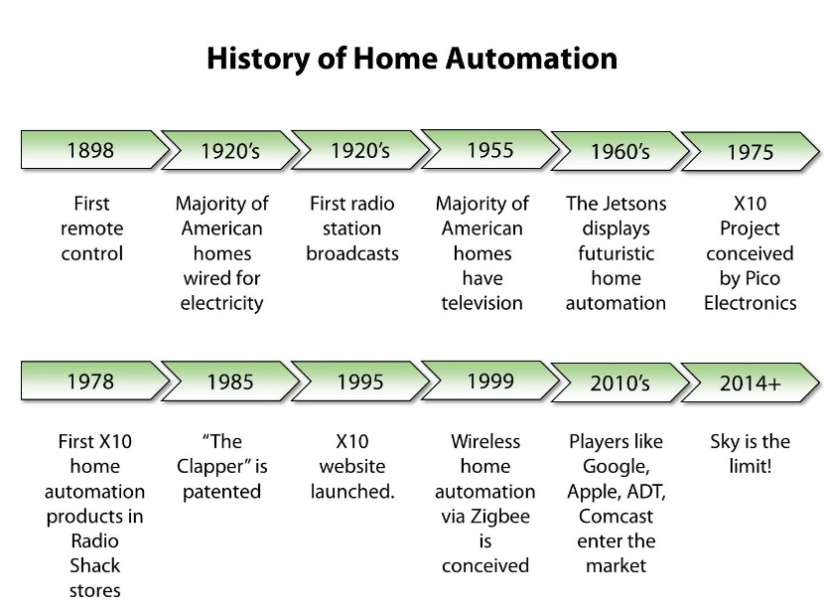 History of Home Automation
1898
1920's
1920's
1955
1960's
1975
First
remote
control
Majority of
American
homes
wired for
electricity
First radio
station
broadcasts
Majority of
American
homes
have
television
The Jetsons
displays
futuristic
home
automation
X10
Project
conceived
by Pico
Electronics
1978
1985
1995
1999
2010's
2014+
First X10
home
automation
products in
Radio
Shack
stores
“The
Clapper” is
patented
X10
website
launched.
Wireless
home
automation
via Zigbee
is
conceived
Players like
Google,
Apple, ADT,
Comcast
enter the
market
Sky is the
limit!